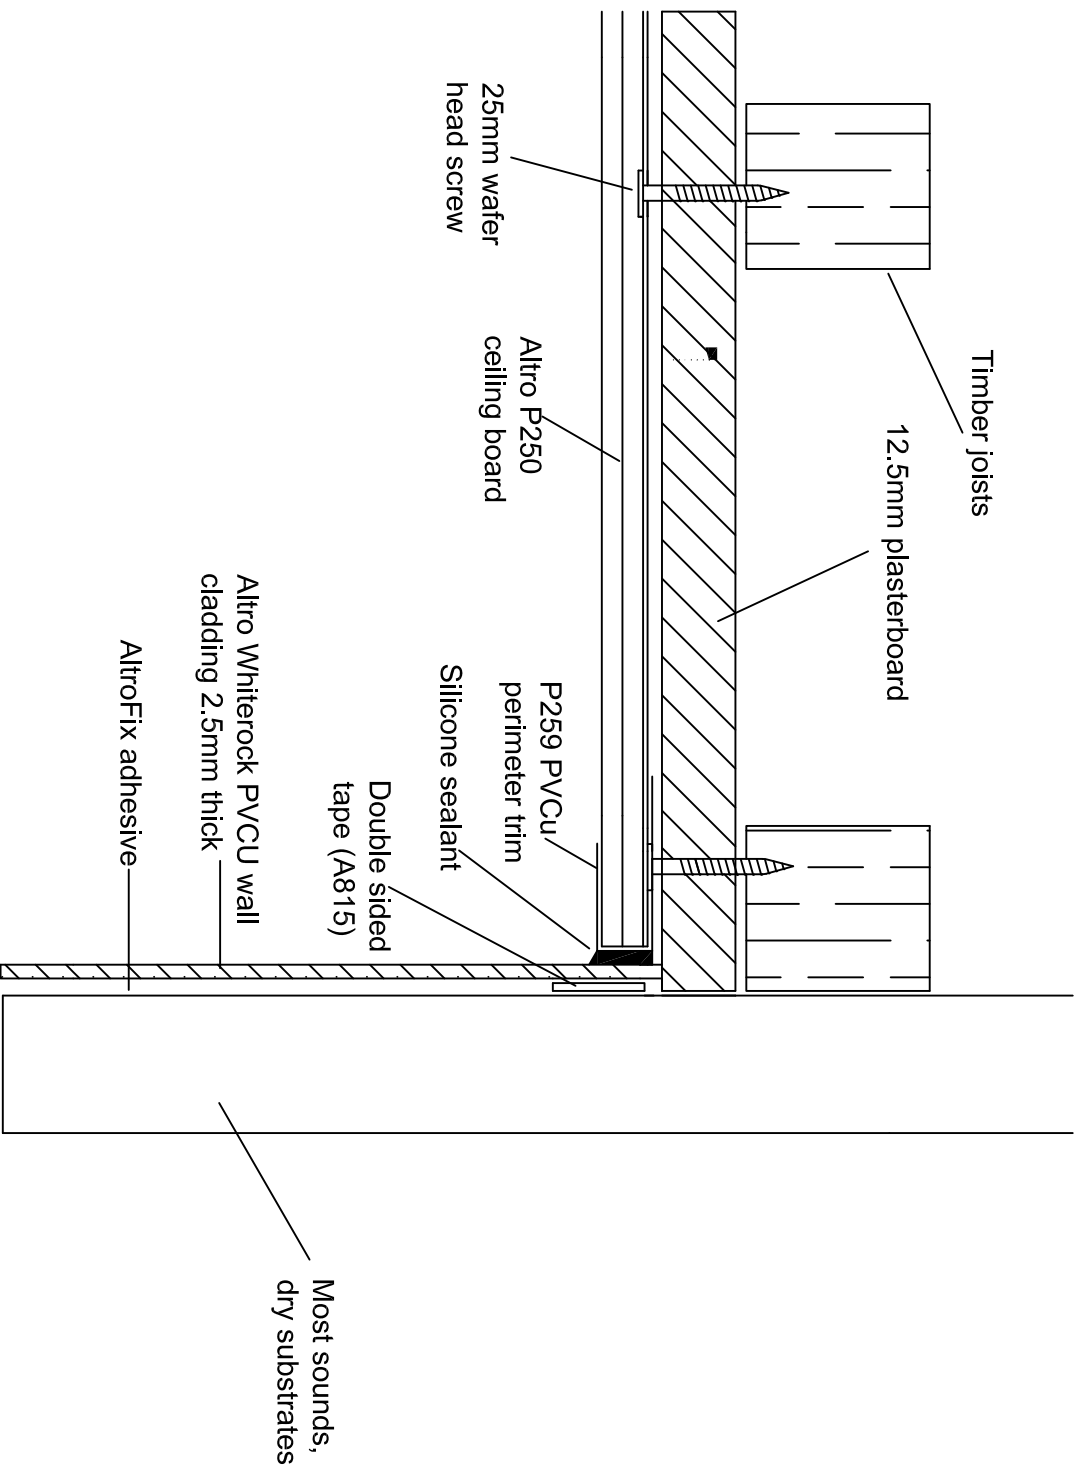 Timber joists
12.5mm plasterboard
25mm wafer
head screw
Altro P250
ceiling board
P259 PVCu
perimeter trim
Silicone sealant
Double sided
tape (A815)
Altro Whiterock PVCU wall
cladding 2.5mm thick
AltroFix adhesive
Most sounds,
dry substrates